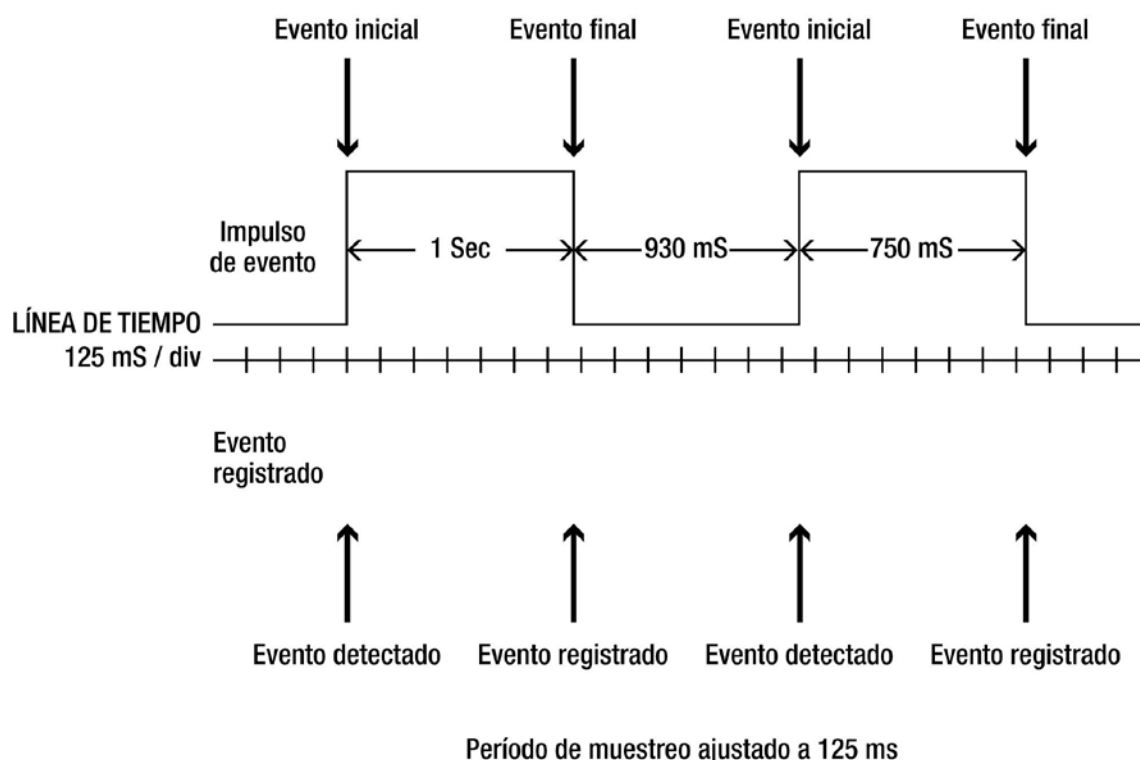 Evento inicial
Evento final
Evento inicial
Evento final
Impulso
de evento
1 Sec
930 mS
750 mS
LÍNEA DE TIEMPO
125 mS / div
Evento
registrado
Evento detectado
Evento registrado
Evento detectado
Evento registrado
Período de muestreo ajustado a 125 ms